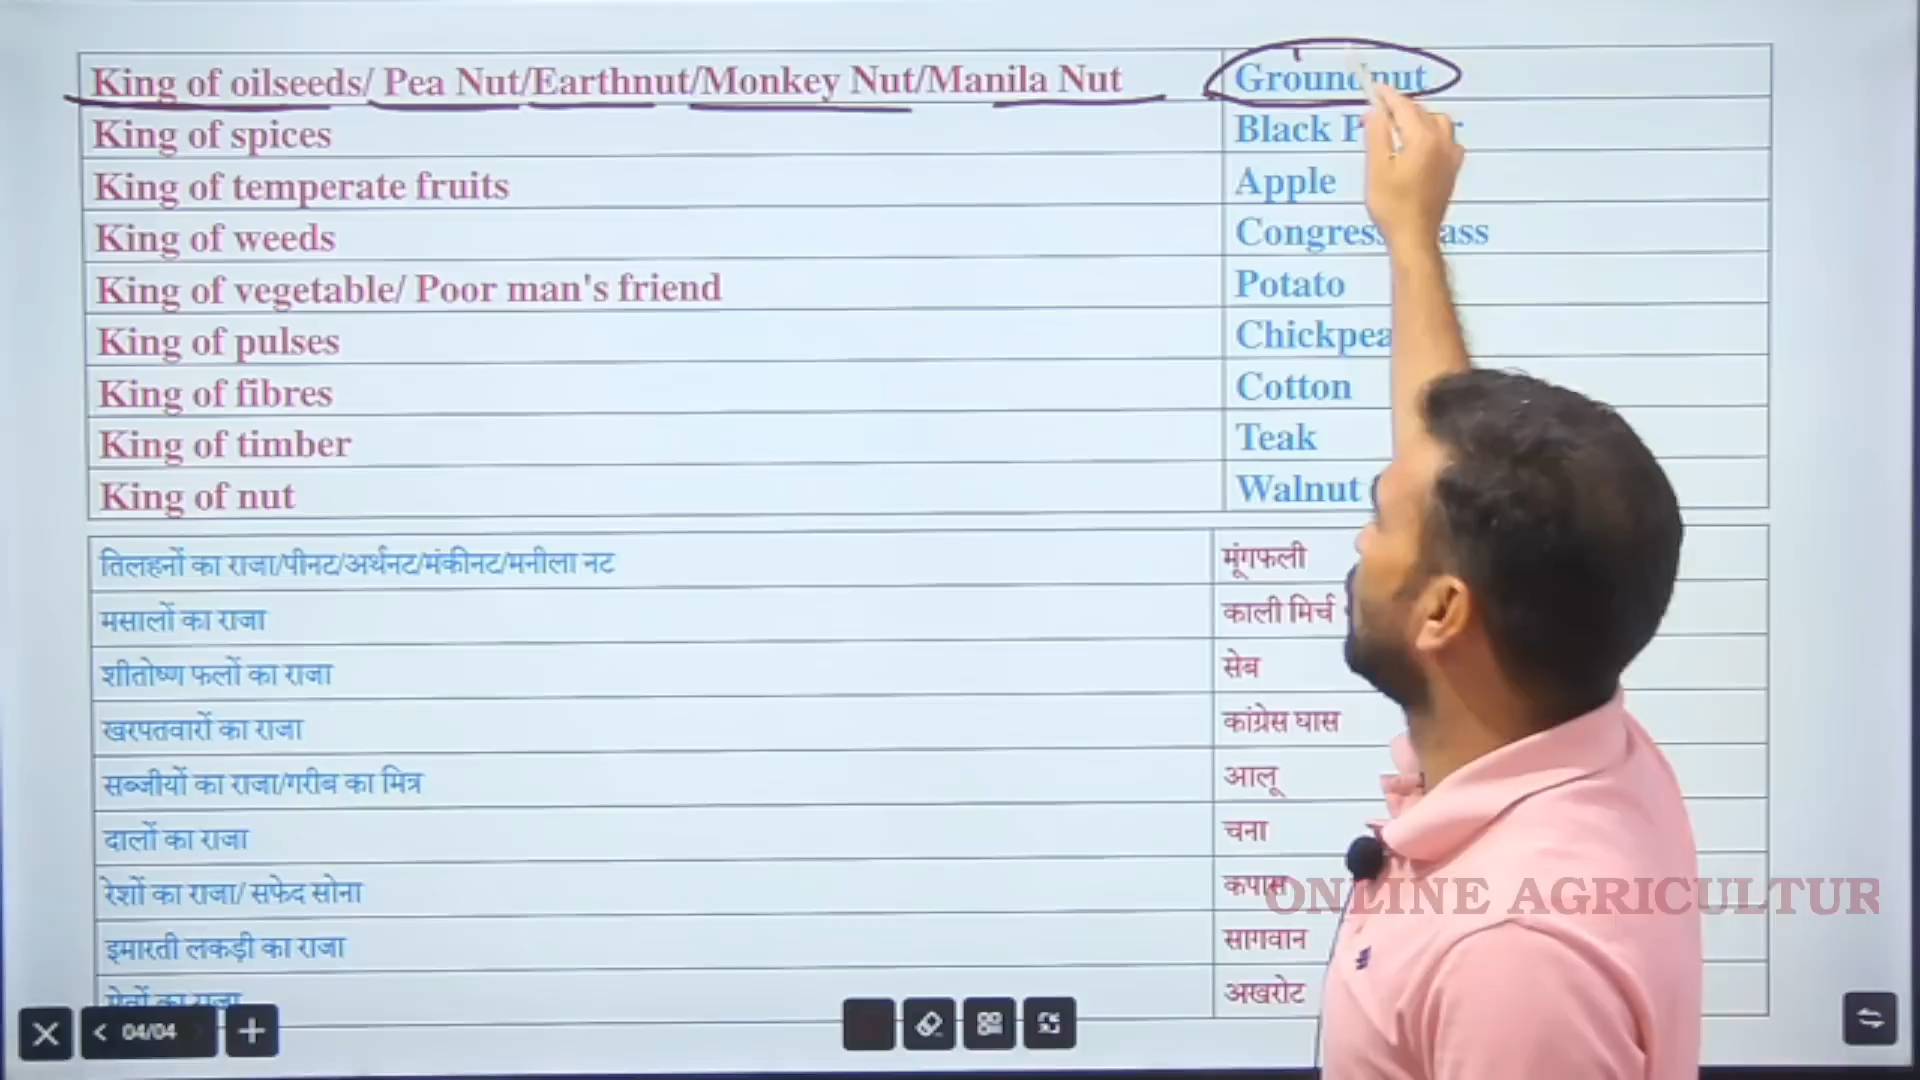 King of oilseeds/ Pea Nut/Earthnut/Monkey Nut/Manila Nut Groundnut
King of spices Black
King of temperate fruits Apple
King of weeds Congress
King of vegetable/ Poor man's friend Potato
King of pulses Chickpea
King of fibres Cotton
King of timber Teak
King of nut Walnut
तिलहनों का राजा/पीनट/अर्थनट/मंकीनट/मनीला नट मूंगफली
मसालों का राजा काली मिर्च
शीतोष्ण फलों का राजा सेब
खरपतवारों का राजा कांग्रेस घास
सब्जीयों का राजा/गरीब का मित्र आलू
दालों का राजा चना
रेशों का राजा/ सफेद सोना कपास
इमारती लकड़ी का राजा सागवान
का राजा अखरोट
ONLINE AGRICULTUR
04/04